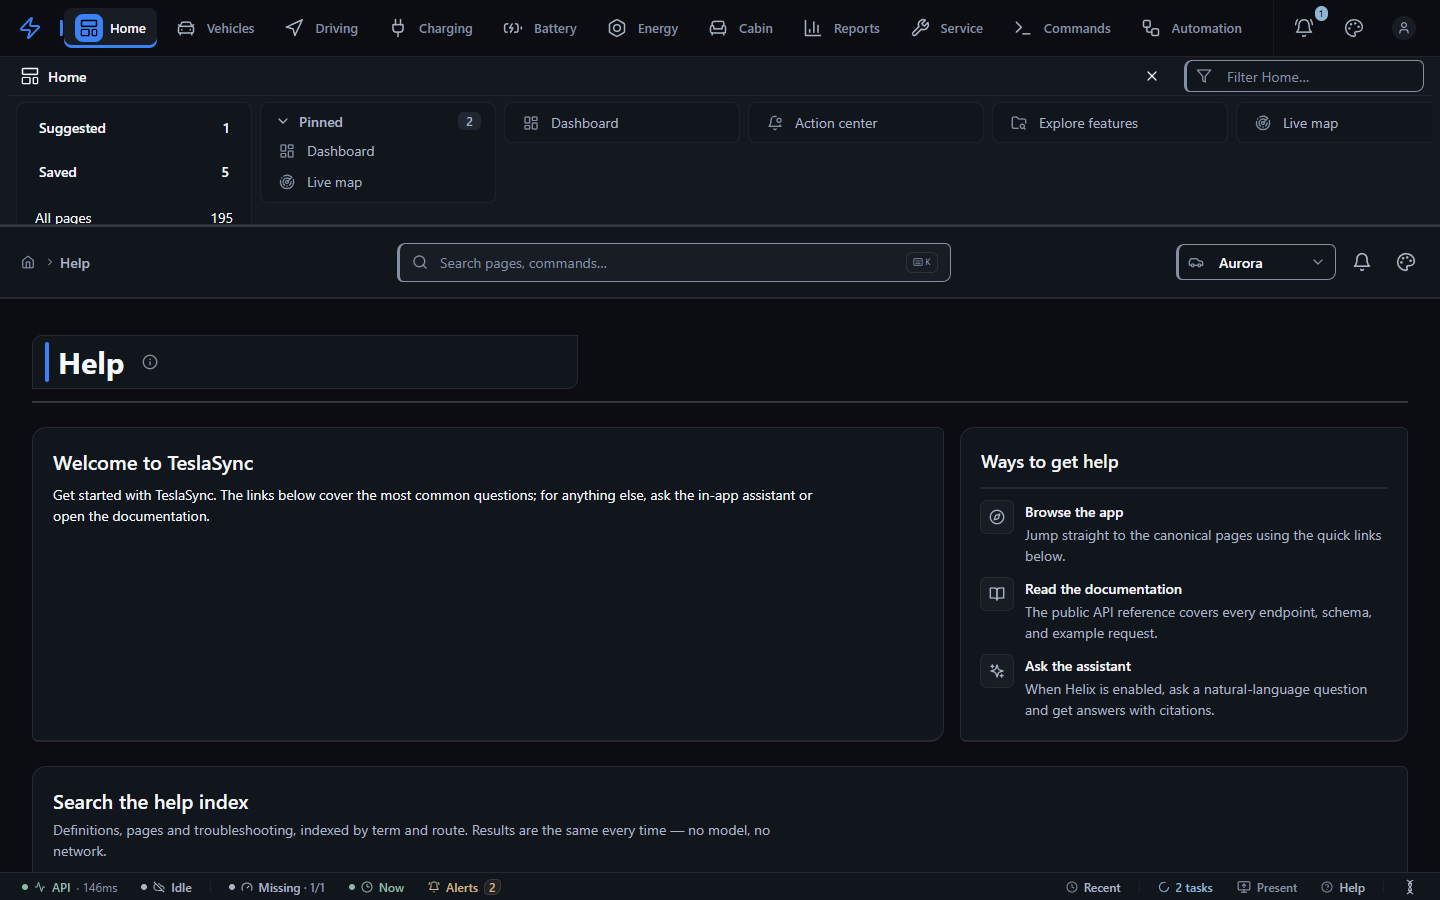 Home
Vehicles
Driving
Charging
Battery
Energy
Cabin
Reports
Service
Commands
Automation
1
Home
Filter Home...
Suggested 1
Saved 5
All pages 195
Pinned 2
Dashboard
Live map
Dashboard
Action center
Explore features
Live map
Help
Search pages, commands...
K
Aurora
Help
Welcome to TeslaSync
Get started with TeslaSync. The links below cover the most common questions; for anything else, ask the in-app assistant or
open the documentation.
Ways to get help
Browse the app
Jump straight to the canonical pages using the quick links
below.
Read the documentation
The public API reference covers every endpoint, schema,
and example request.
Ask the assistant
When Helix is enabled, ask a natural-language question
and get answers with citations.
Search the help index
Definitions, pages and troubleshooting, indexed by term and route. Results are the same every time — no model, no
network.
API · 146ms
Idle
Missing · 1/1
Now
Alerts 2
Recent
2 tasks
Present
Help